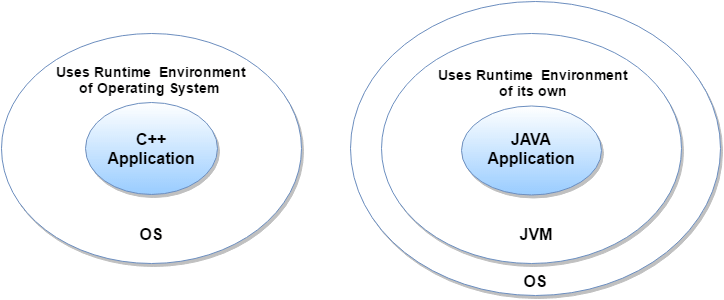 Uses Runtime Environment
of Operating System
C++
Application
OS
Uses Runtime Environment
of its own
JAVA
Application
JVM
OS